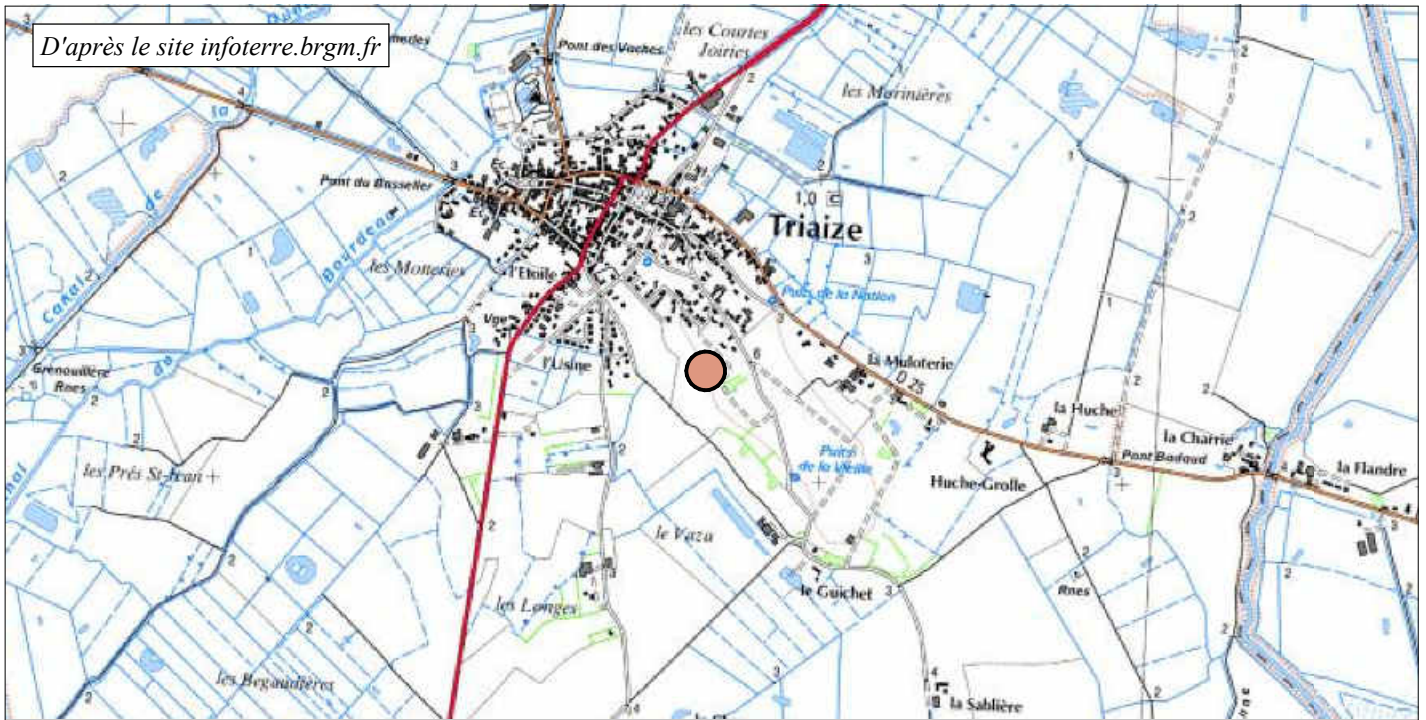 D'après le site infoterre.brgm.fr
Pont des Vaches
les Courtes
Joiries
les Marinières
Pont du Basseller
Triaize
1,0 C
Canal
de
la
Bourdeau
les Motteries
l'Etoile
Puits de la Nation
l'Usine
la Muloterie
D 25
Grenouillère
Rnes
la Huche
la Charrie
Pont Badaud
la Flandre
les Prés St-Jean
Puits
de la Vieille
Huche-Grolle
le Vaza
le Guichet
Rnes
les Longes
les Begaudières
la Sablière